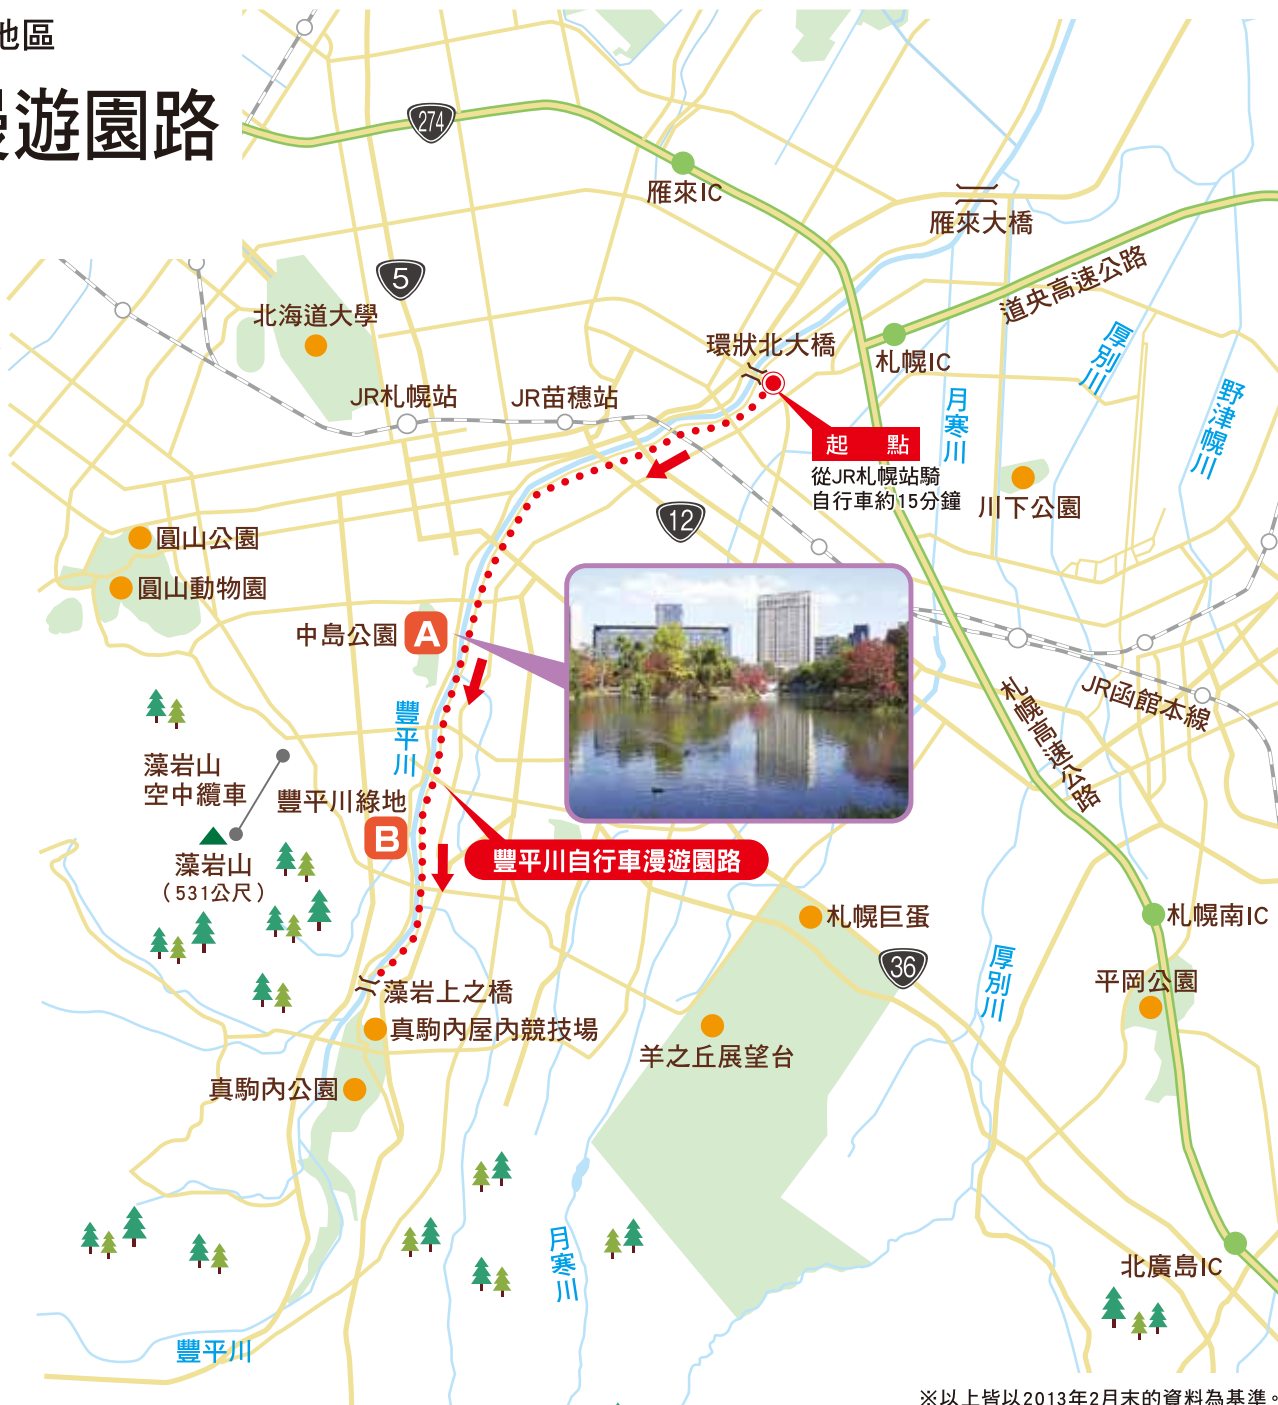 地區
遊園路
274
雁來IC
雁來大橋
道央高速公路
5
北海道大學
環狀北大橋
札幌IC
厚別川
JR札幌站
JR苗穗站
月寒川
野津幌川
起點
從JR札幌站騎
自行車約15分鐘
川下公園
12
圓山公園
圓山動物園
中島公園
A
豐平川
札幌高速公路
JR函館本線
藻岩山
空中纜車
豐平川綠地
B
藻岩山
（531公尺）
豐平川自行車漫遊園路
札幌巨蛋
札幌南IC
36
厚別川
平岡公園
藻岩上之橋
真駒內屋內競技場
羊之丘展望台
真駒內公園
月寒川
北廣島IC
豐平川
※以上皆以2013年2月末的資料為基準。